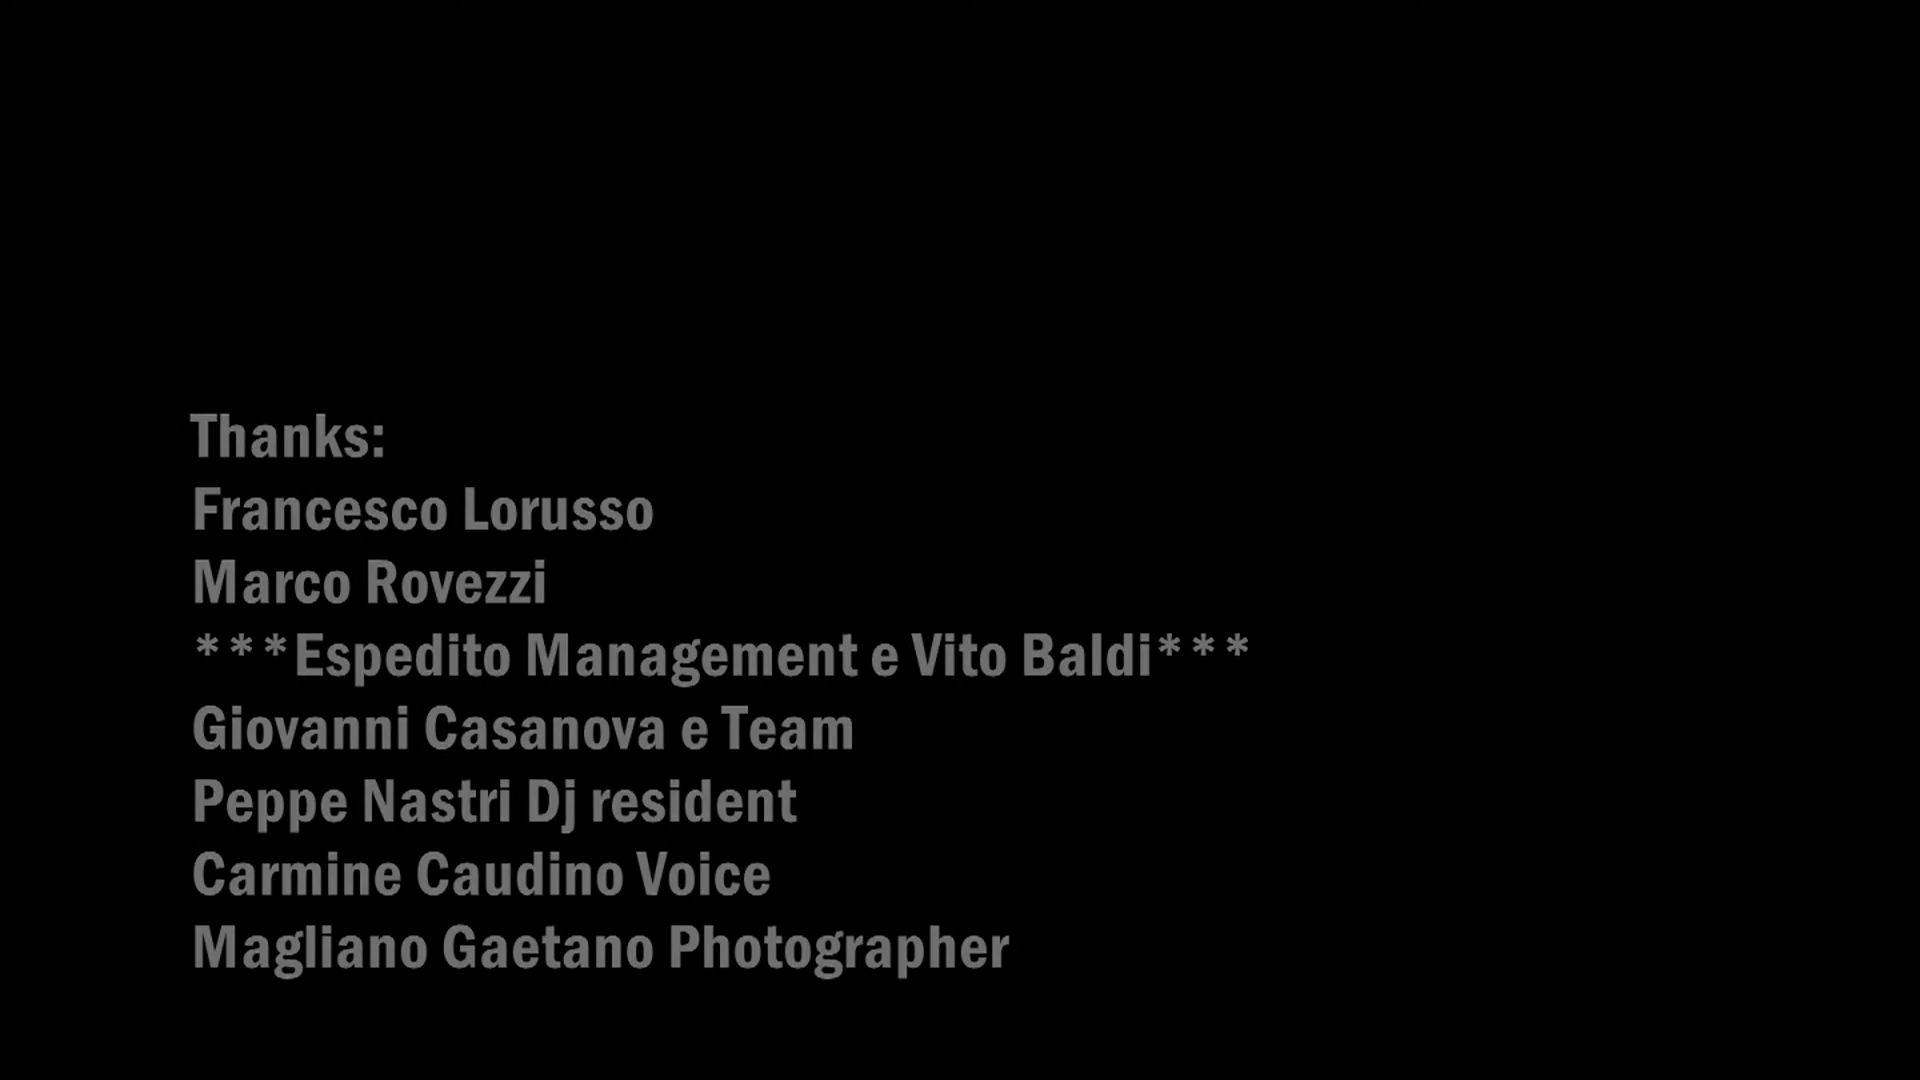 Thanks:
Francesco Lorusso
Marco Rovezzi
***Espedito Management e Vito Baldi***
Giovanni Casanova e Team
Peppe Nastri Dj resident
Carmine Caudino Voice
Magliano Gaetano Photographer